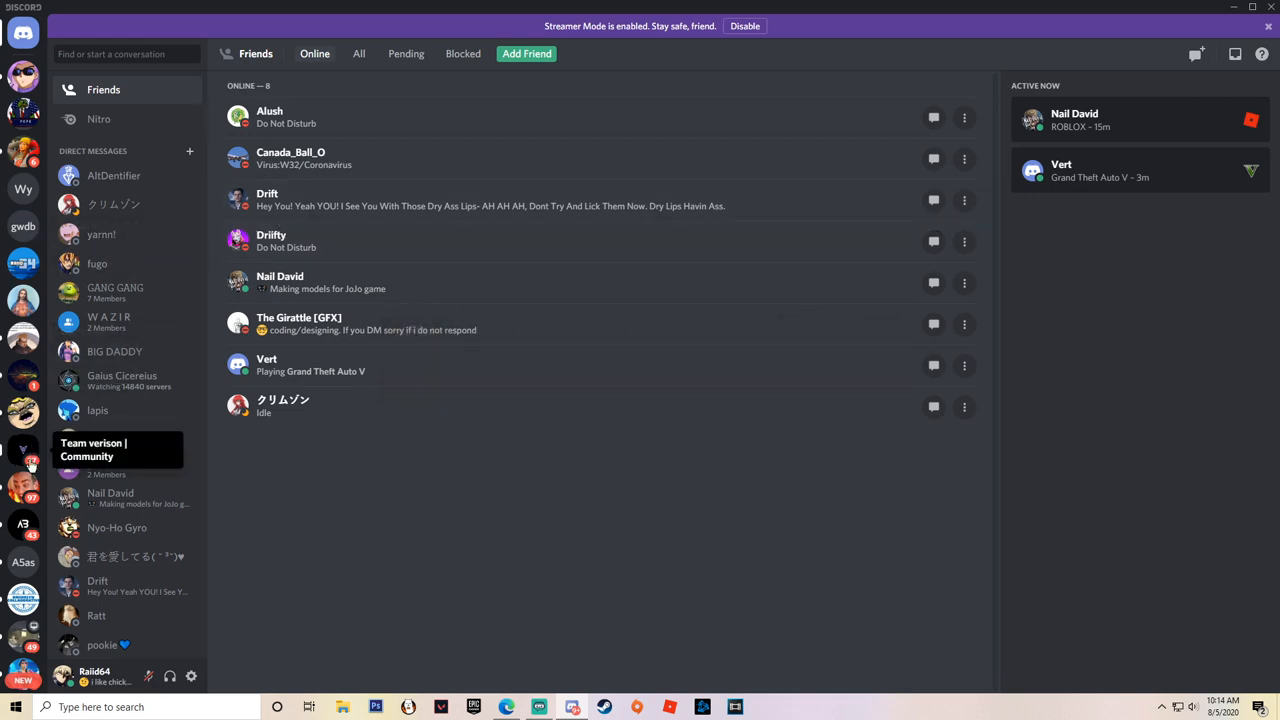 DISCORD
Streamer Mode is enabled. Stay safe, friend. Disable
Find or start a conversation
Friends Online All Pending Blocked Add Friend
Friends
Nitro
DIRECT MESSAGES
AltDentifier
クリムゾン
yarnn!
fugo
GANG GANG
7 Members
W A Z I R
2 Members
BIG DADDY
Gaius Cicereius
Watching 14840 servers
lapis
2 Members
Nail David
Making models for JoJo g...
Nyo-Ho Gyro
君を愛してる( ˘ ³˘)♥
Drift
Hey You! Yeah YOU! I See Y...
Ratt
pookie 💙
Raiid64
i like chick...
6
Wy
gwdb
1
Team verison |
Community
97
AB
43
A5as
49
NEW
ONLINE — 8
Alush
Do Not Disturb
Canada_Ball_O
Virus:W32/Coronavirus
Drift
Hey You! Yeah YOU! I See You With Those Dry Ass Lips- AH AH AH, Dont Try And Lick Them Now. Dry Lips Havin Ass.
Driifty
Do Not Disturb
Nail David
Making models for JoJo game
The Girattle [GFX]
🤓 coding/designing. If you DM sorry if i do not respond
Vert
Playing Grand Theft Auto V
クリムゾン
Idle
ACTIVE NOW
Nail David
ROBLOX - 15m
Vert
Grand Theft Auto V - 3m
Type here to search
EPIC
10:14 AM
8/5/2020
2